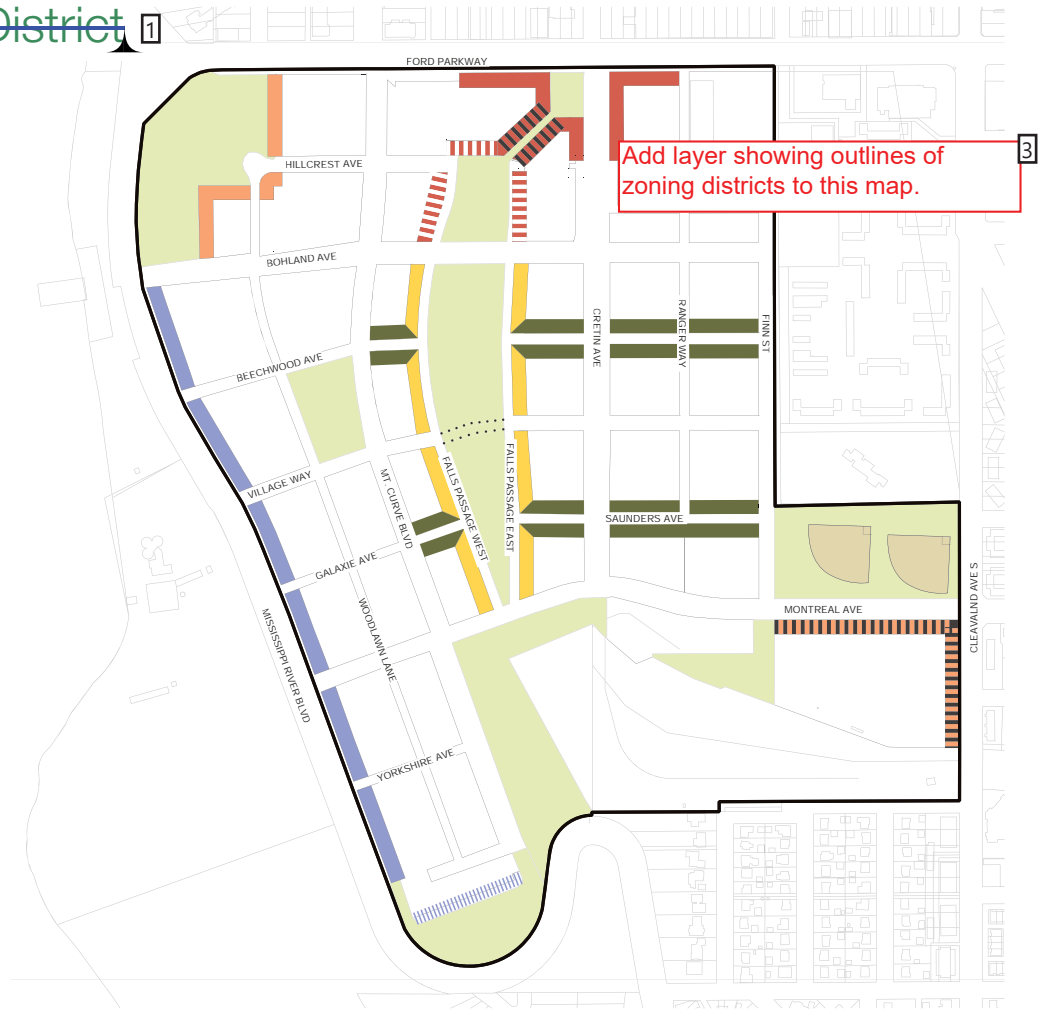 District
1
FORD PARKWAY
3
Add layer showing outlines of
zoning districts to this map.
HILLCREST AVE
BOHLAND AVE
CRETIN AVE
RANGER WAY
FINN ST
BEECHWOOD AVE
VILLAGE WAY
MT. CURVE BLVD
FALLS PASSAGE WEST
FALLS PASSAGE EAST
SAUNDERS AVE
GALAXIE AVE
MISSISSIPPI RIVER BLVD
WOODLAWN LANE
MONTREAL AVE
CLEAVALND AVE S
YORKSHIRE AVE